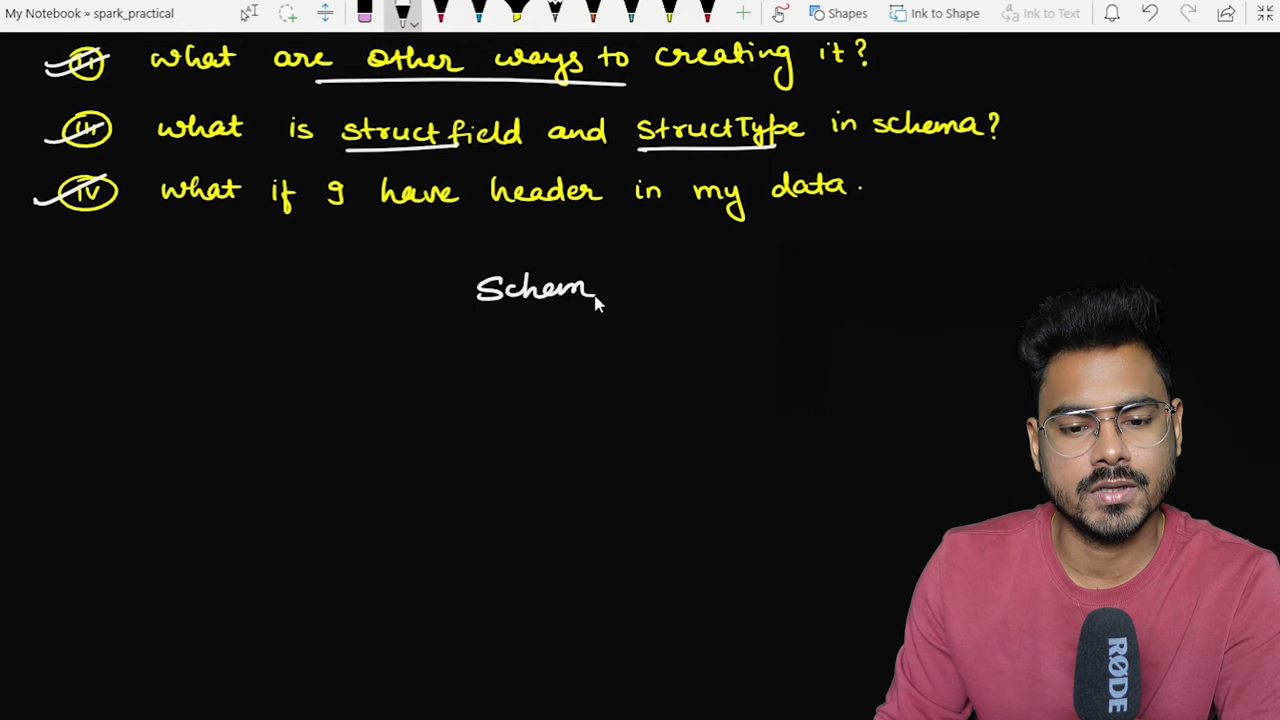 My Notebook » spark_practical Shapes Ink to Shape Ink to Text
(ii) what are other ways to creating it?
(iii) what is structfield and structType in schema?
(iv) what if I have header in my data.
Schem
RØDE